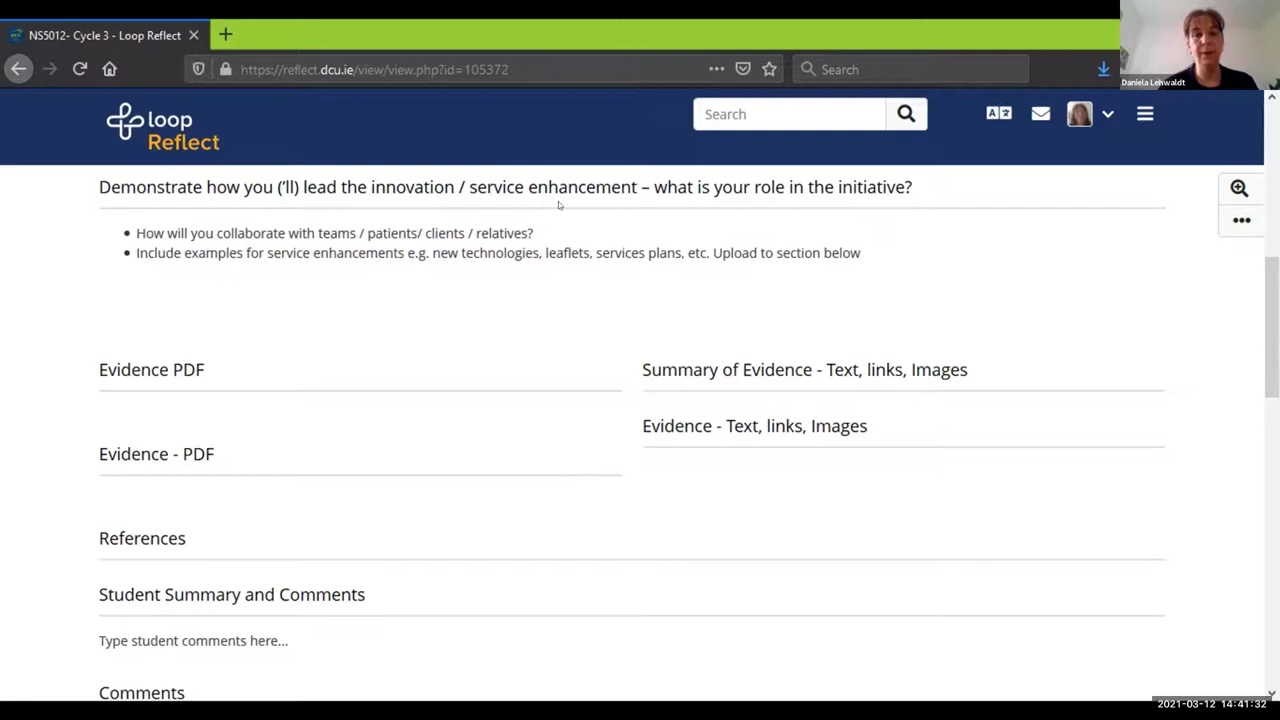 NS5012- Cycle 3 - Loop Reflect
https://reflect.dcu.ie/view/view.php?id=105372
Search
Daniela Lehwaldt
loop
Reflect
Search
Demonstrate how you ('ll) lead the innovation / service enhancement – what is your role in the initiative?
How will you collaborate with teams / patients/ clients / relatives?
Include examples for service enhancements e.g. new technologies, leaflets, services plans, etc. Upload to section below
Evidence PDF
Summary of Evidence - Text, links, Images
Evidence - Text, links, Images
Evidence - PDF
References
Student Summary and Comments
Type student comments here...
Comments
2021-03-12 14:41:32